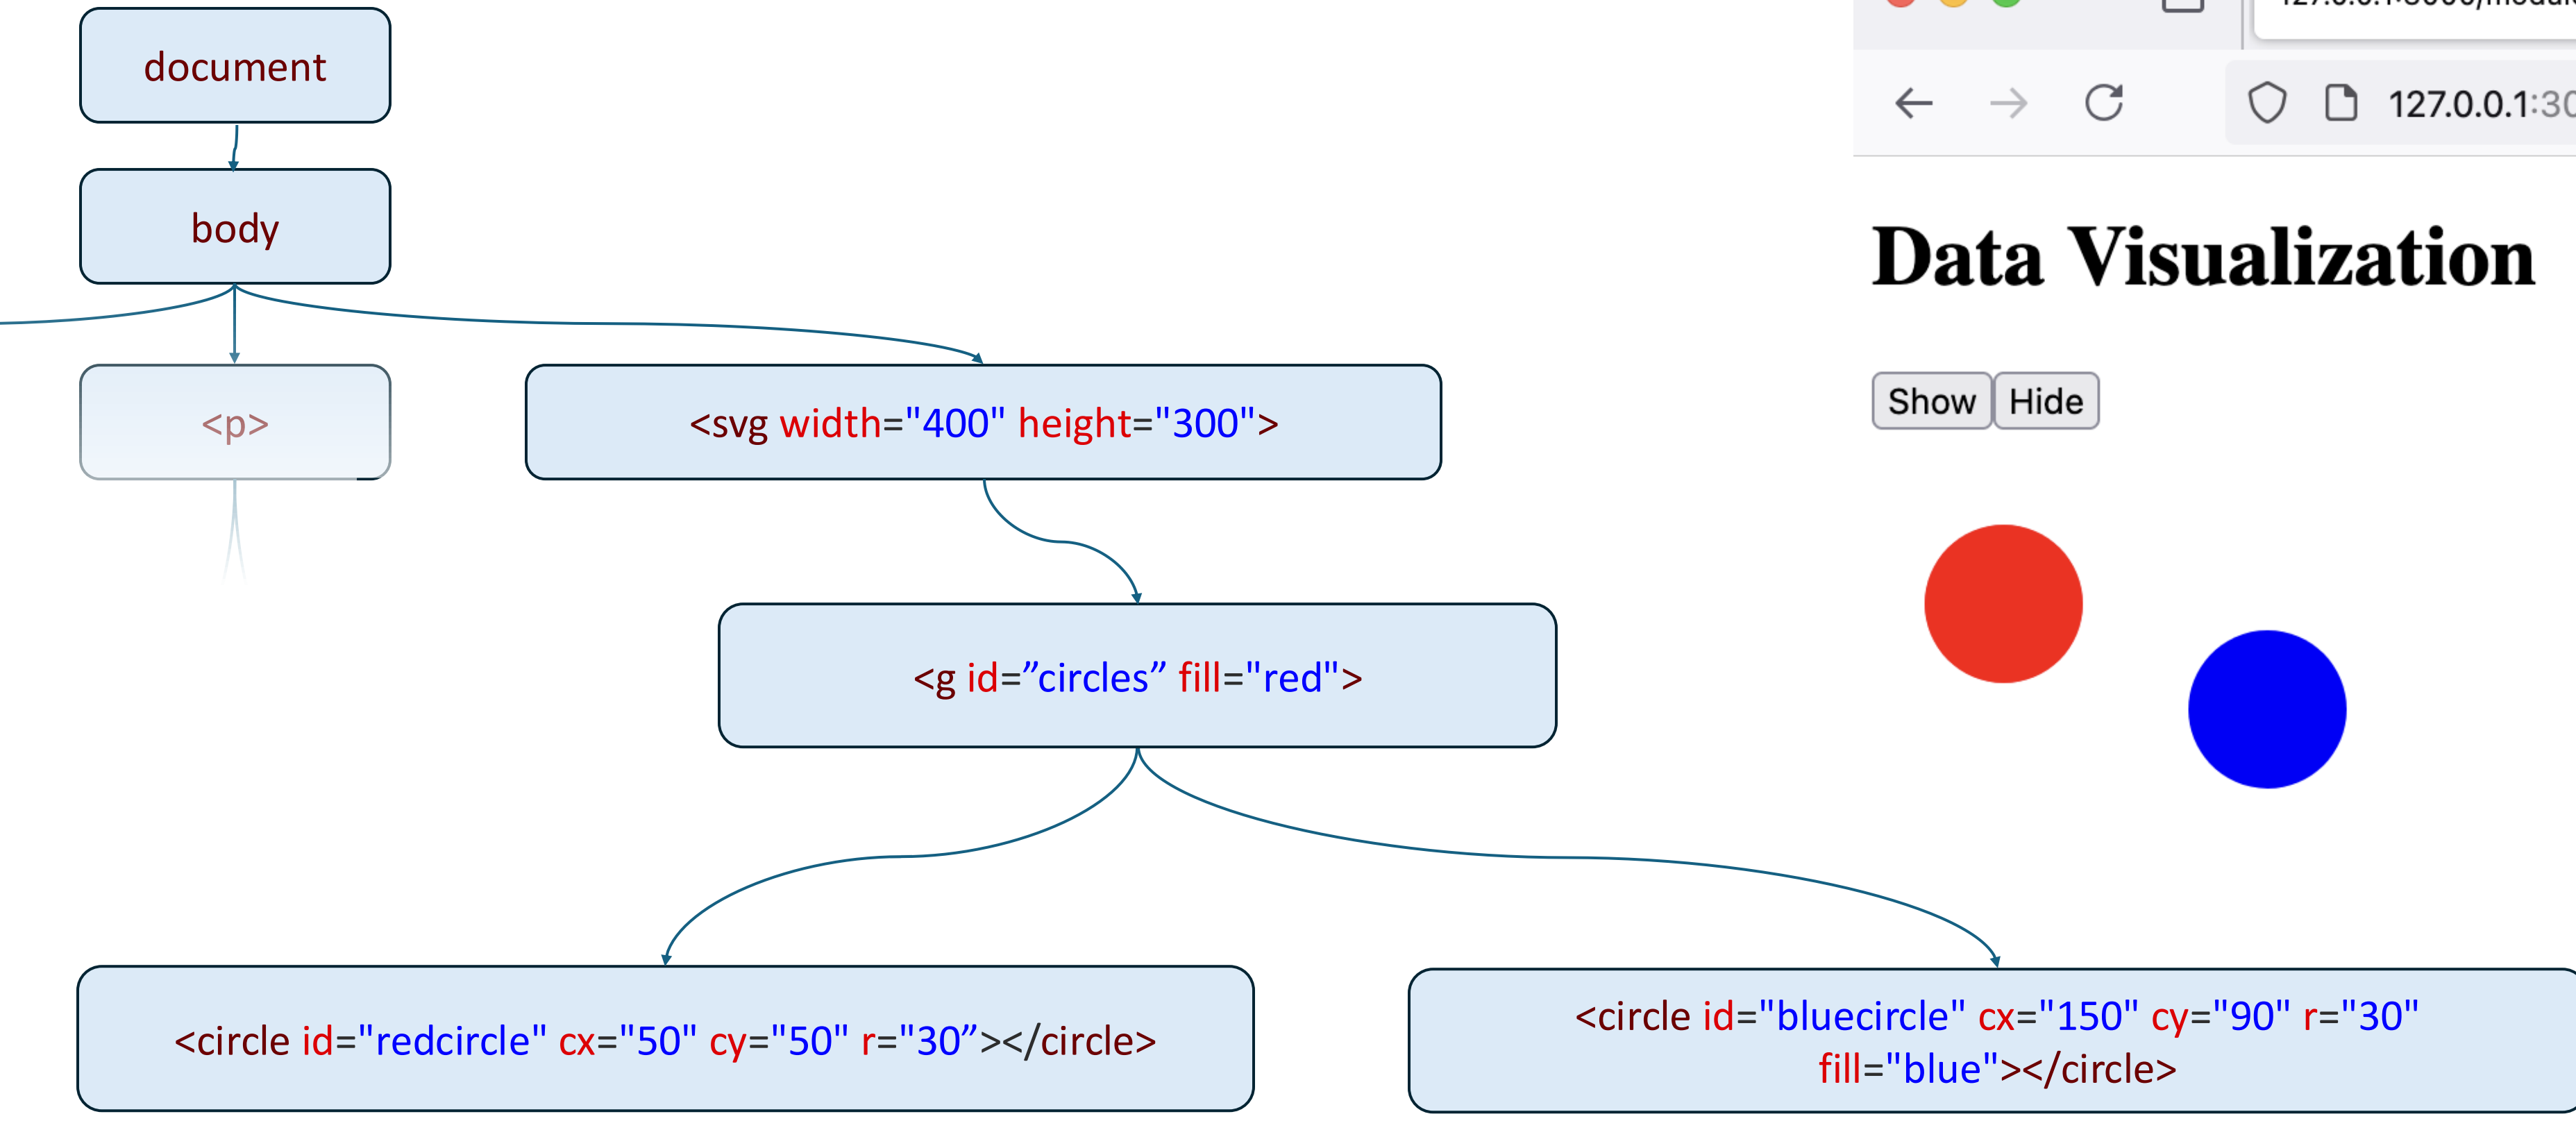 document
body
<p>
<svg width="400" height="300">
<g id=”circles” fill="red">
<circle id="redcircle" cx="50" cy="50" r="30”></circle>
<circle id="bluecircle" cx="150" cy="90" r="30"
fill="blue"></circle>
127.0.0.1:30
Data Visualization
Show
Hide